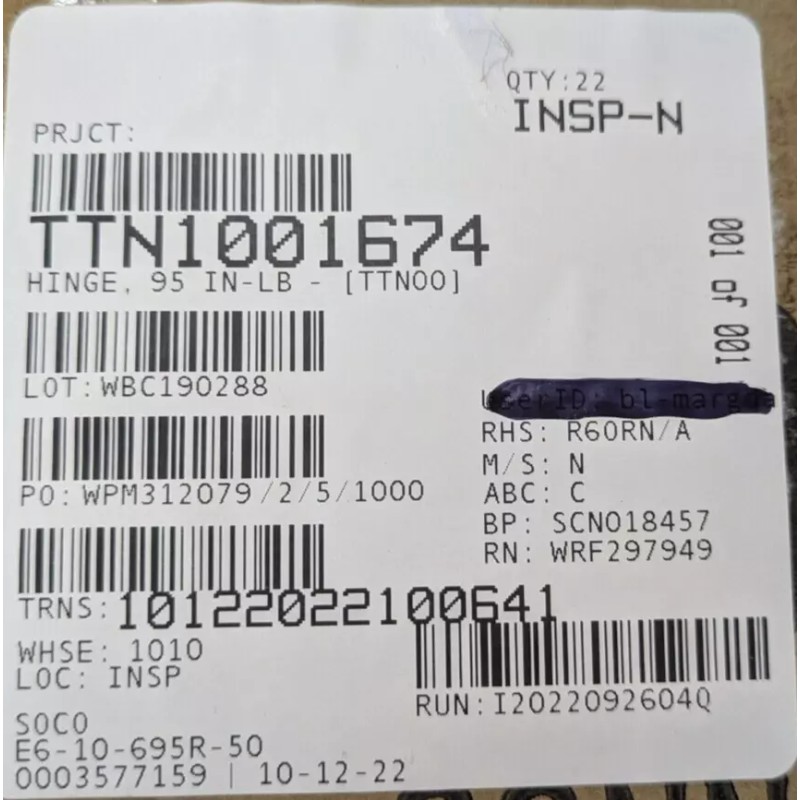 QTY:22
INSP-N
PRJCT:
TTN1001674
HINGE, 95 IN-LB - [TTN00]
001 of 001
LOT:WBC190288
UserID:
RHS: R60RN/A
M/S: N
ABC: C
BP: SCN018457
RN: WRF297949
PO:WPM312079/2/5/1000
TRNS:10122022100641
WHSE: 1010
LOC: INSP
RUN:I2022092604Q
SOCO
E6-10-695R-50
0003577159 | 10-12-22